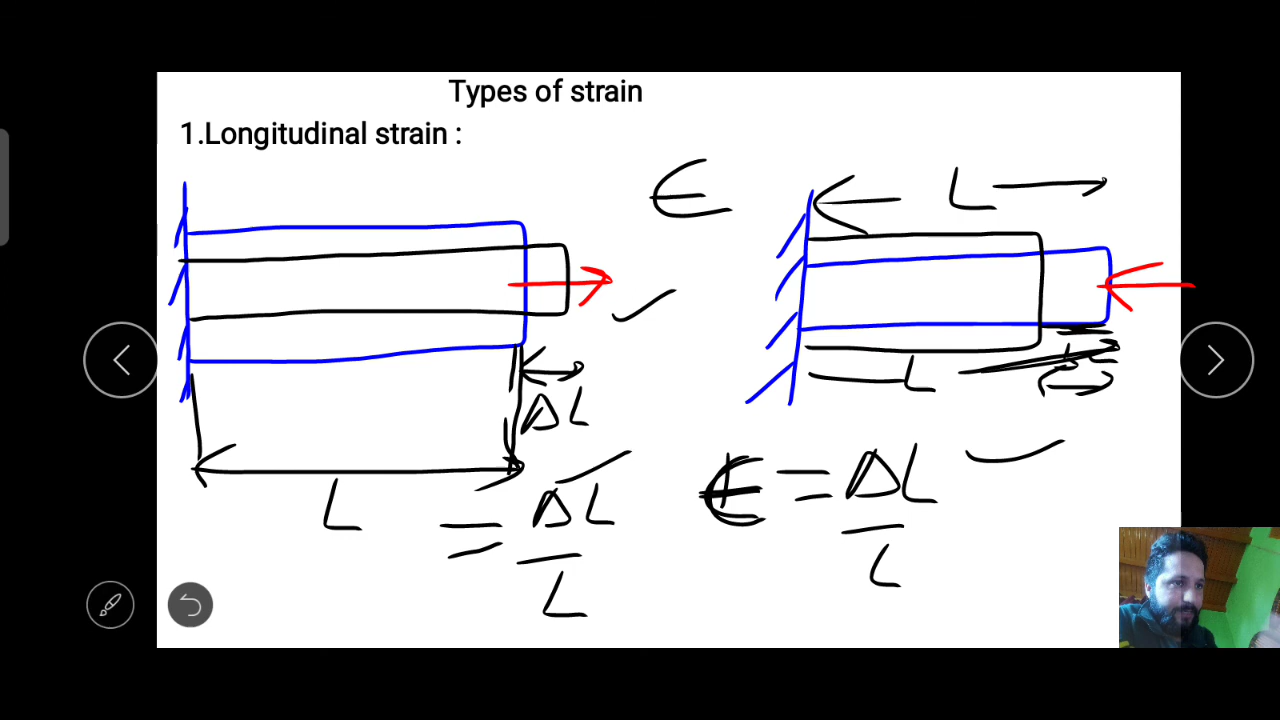 Types of strain
1.Longitudinal strain :
∈
L
ΔL
L
L
= ΔL
L
∈ = ΔL
L